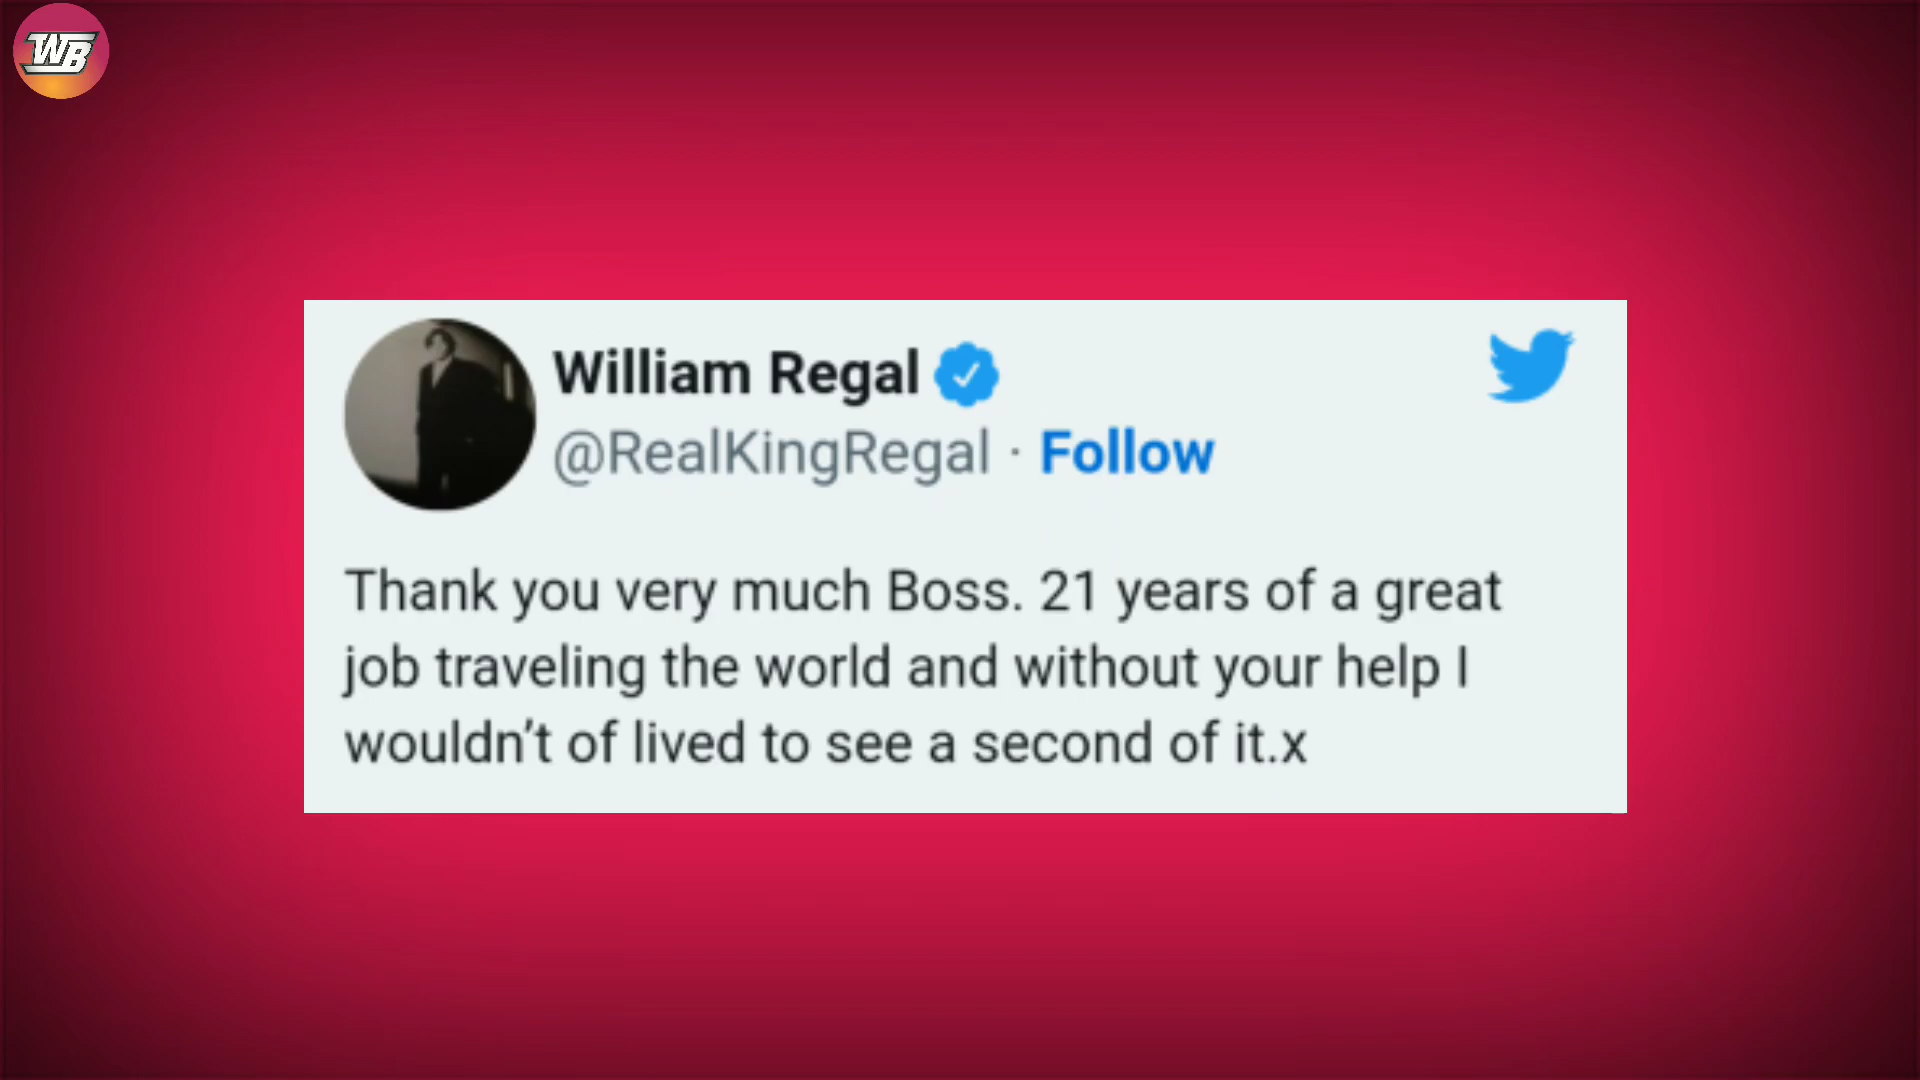 WB
William Regal
@RealKingRegal · Follow
Thank you very much Boss. 21 years of a great
job traveling the world and without your help I
wouldn’t of lived to see a second of it.x